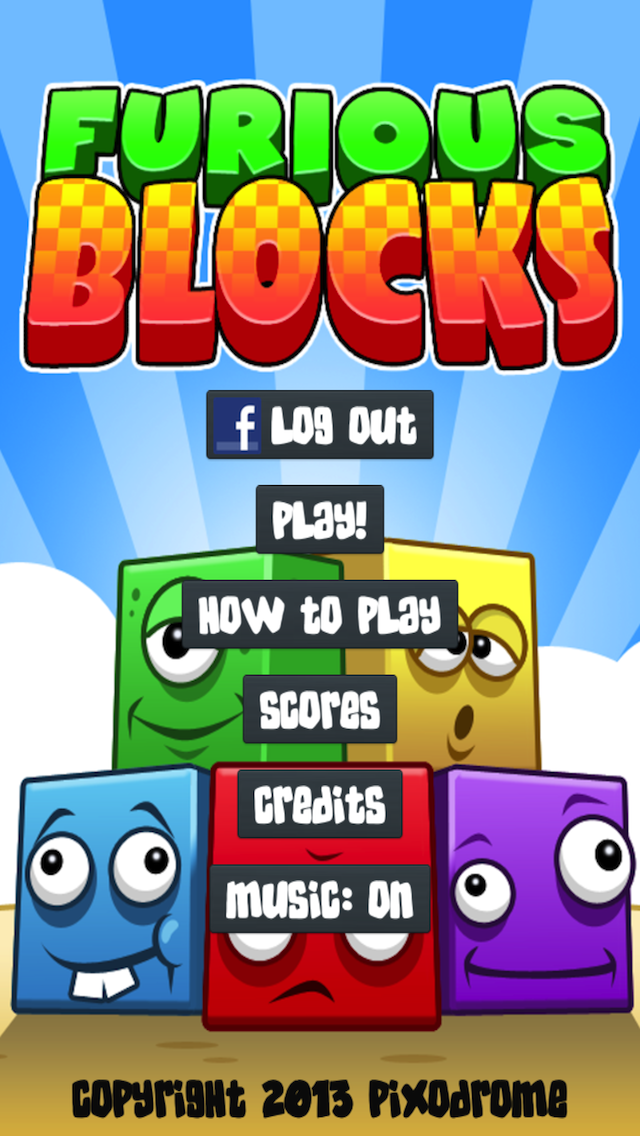 FURIOUS
BLOCKS
f Log out
Play!
How to Play
Scores
Credits
Music: On
Copyright 2013 Pixodrome